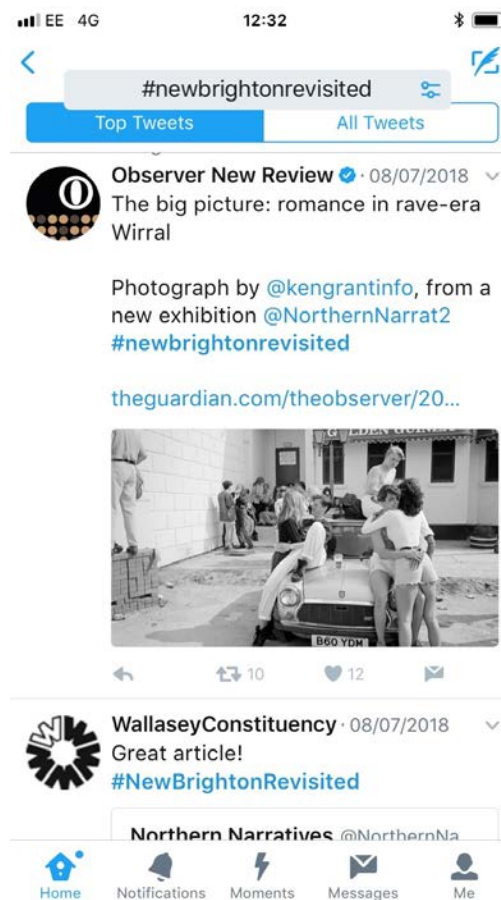 EE 4G 12:32
#newbrightonrevisited
Top Tweets All Tweets
Observer New Review · 08/07/2018
The big picture: romance in rave-era
Wirral
Photograph by @kengrantinfo, from a
new exhibition @NorthernNarrat2
#newbrightonrevisited
theguardian.com/theobserver/20...
B60 YDM
10 12
WallaseyConstituency · 08/07/2018
Great article!
#NewBrightonRevisited
Northern Narratives @NorthernNa
Home Notifications Moments Messages Me